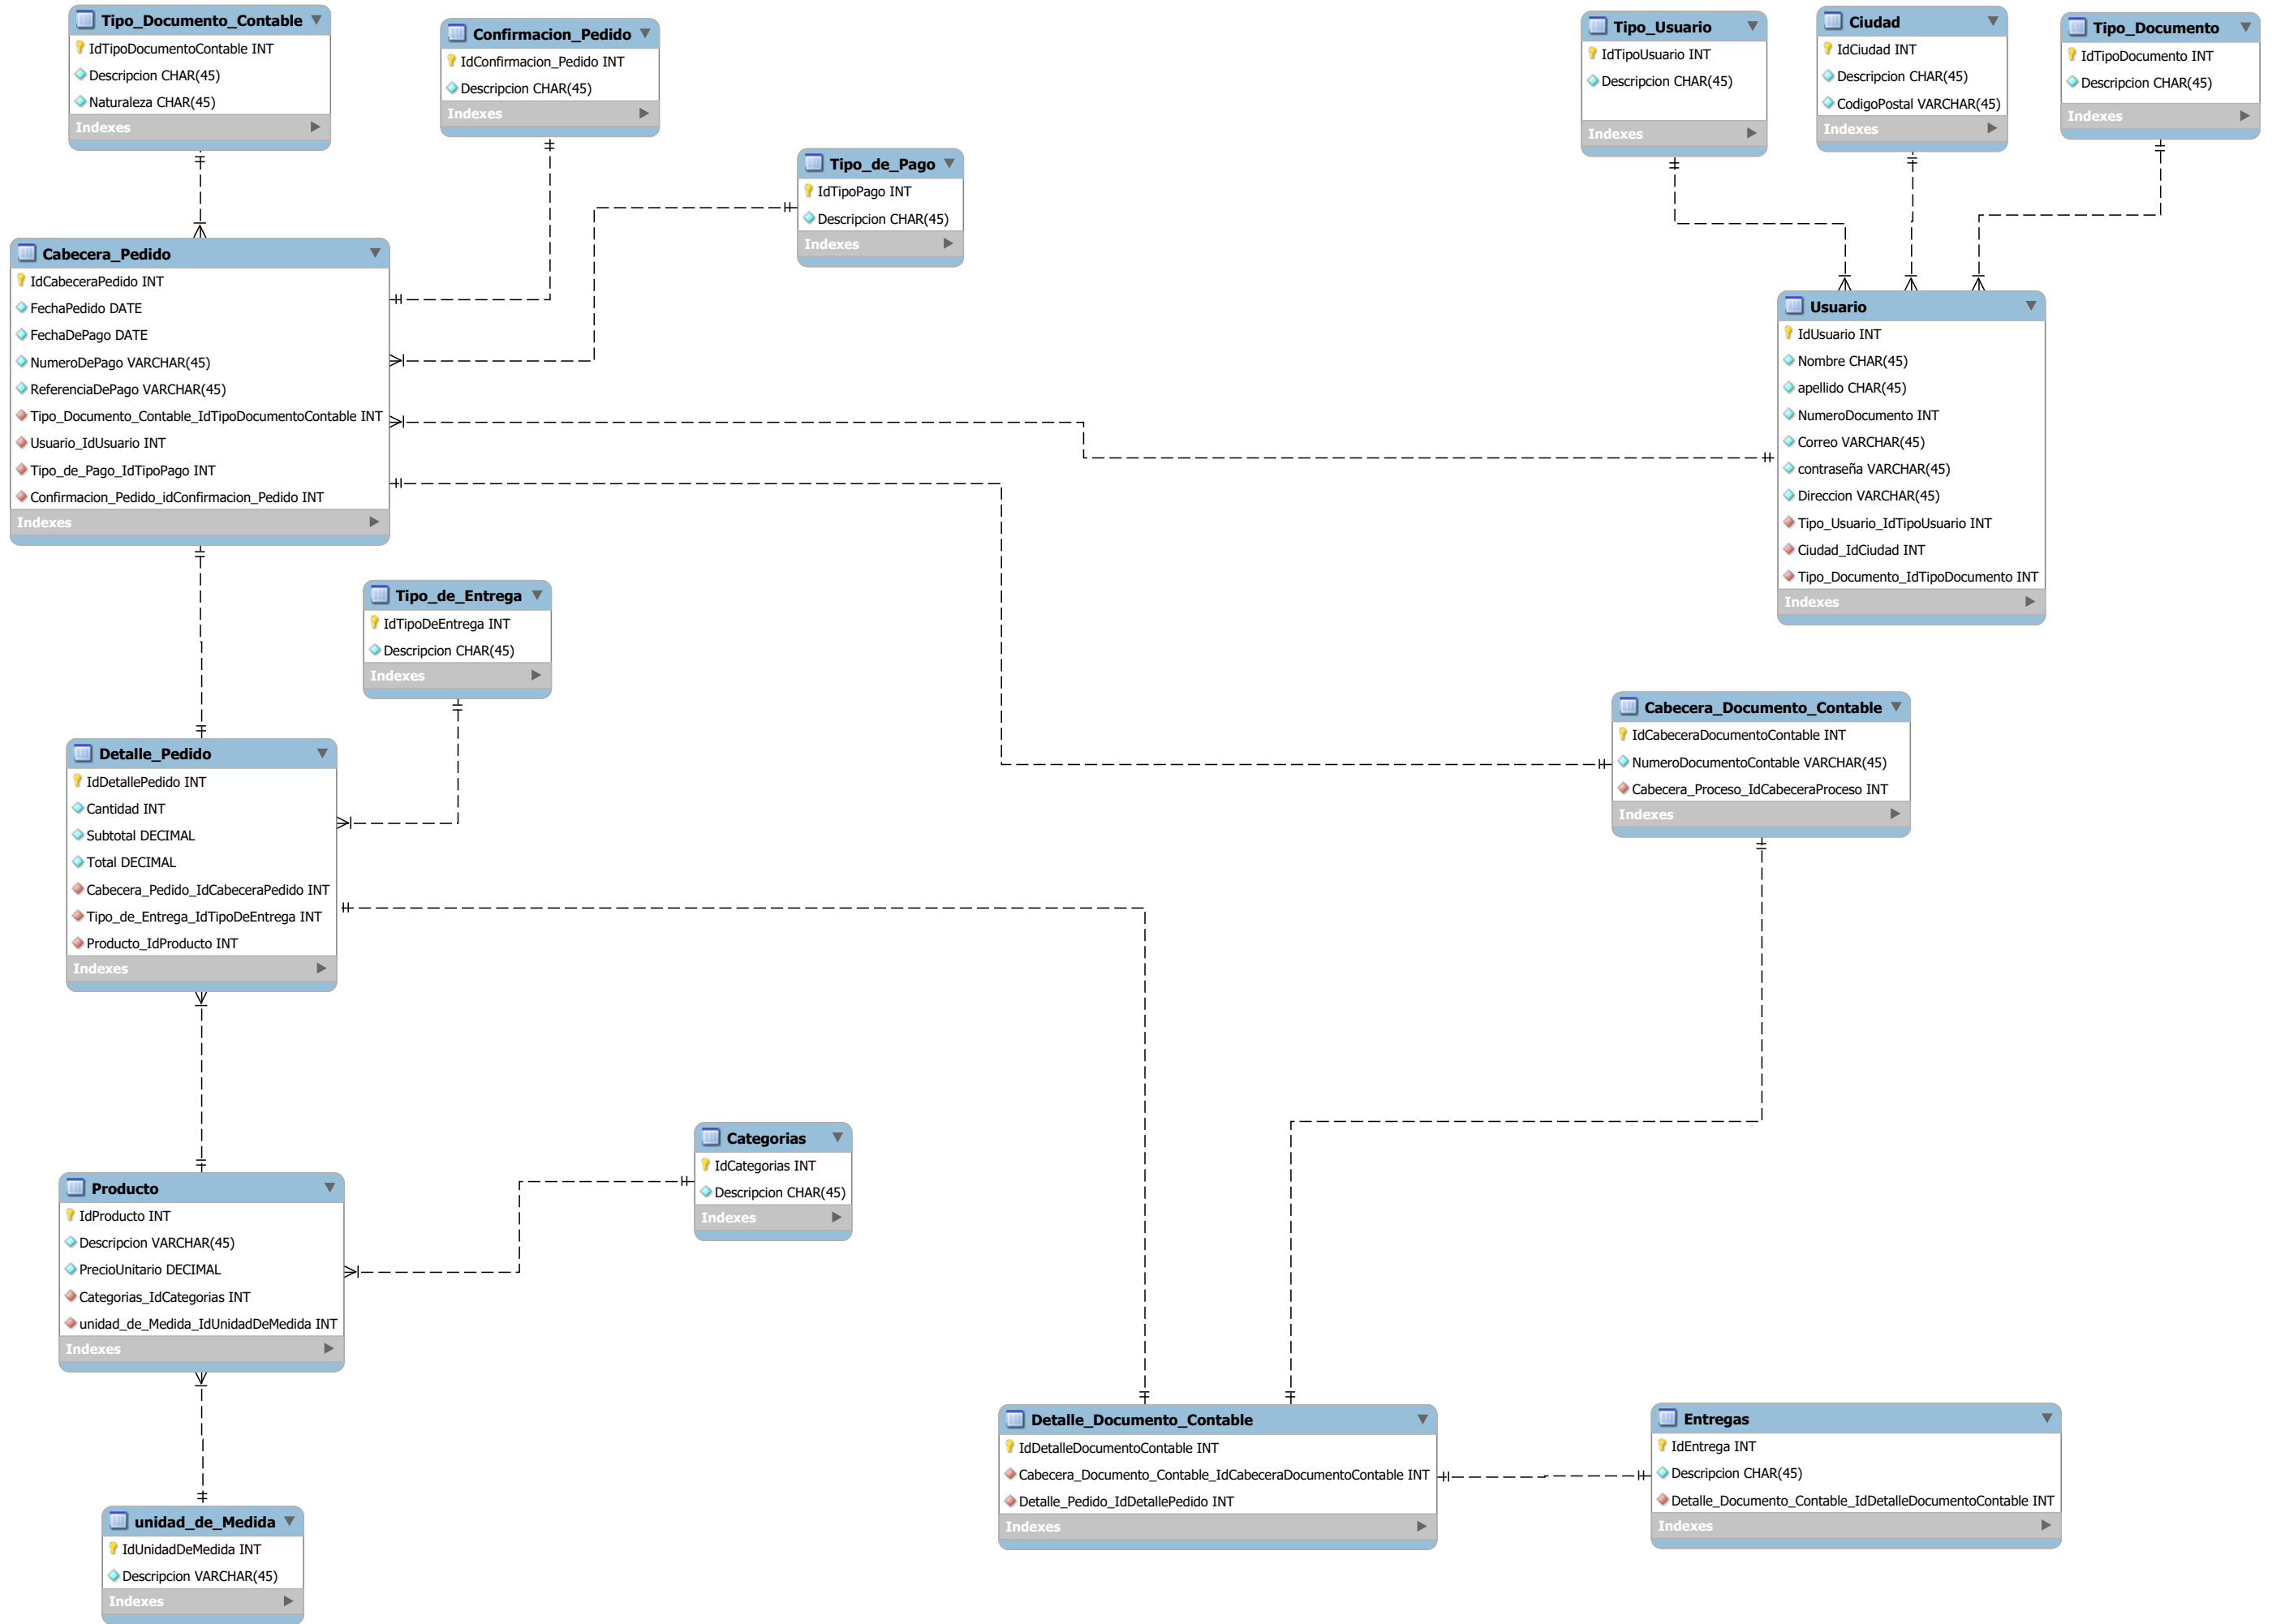 Tipo_Documento_Contable
IdTipoDocumentoContable INT
Descripcion CHAR(45)
Naturaleza CHAR(45)
Indexes
Confirmacion_Pedido
IdConfirmacion_Pedido INT
Descripcion CHAR(45)
Indexes
Tipo_de_Pago
IdTipoPago INT
Descripcion CHAR(45)
Indexes
Tipo_Usuario
IdTipoUsuario INT
Descripcion CHAR(45)
Indexes
Ciudad
IdCiudad INT
Descripcion CHAR(45)
CodigoPostal VARCHAR(45)
Indexes
Tipo_Documento
IdTipoDocumento INT
Descripcion CHAR(45)
Indexes
Cabecera_Pedido
IdCabeceraPedido INT
FechaPedido DATE
FechaDePago DATE
NumeroDePago VARCHAR(45)
ReferenciaDePago VARCHAR(45)
Tipo_Documento_Contable_IdTipoDocumentoContable INT
Usuario_IdUsuario INT
Tipo_de_Pago_IdTipoPago INT
Confirmacion_Pedido_idConfirmacion_Pedido INT
Indexes
Usuario
IdUsuario INT
Nombre CHAR(45)
apellido CHAR(45)
NumeroDocumento INT
Correo VARCHAR(45)
contraseña VARCHAR(45)
Direccion VARCHAR(45)
Tipo_Usuario_IdTipoUsuario INT
Ciudad_IdCiudad INT
Tipo_Documento_IdTipoDocumento INT
Indexes
Tipo_de_Entrega
IdTipoDeEntrega INT
Descripcion CHAR(45)
Indexes
Cabecera_Documento_Contable
IdCabeceraDocumentoContable INT
NumeroDocumentoContable VARCHAR(45)
Cabecera_Proceso_IdCabeceraProceso INT
Indexes
Detalle_Pedido
IdDetallePedido INT
Cantidad INT
Subtotal DECIMAL
Total DECIMAL
Cabecera_Pedido_IdCabeceraPedido INT
Tipo_de_Entrega_IdTipoDeEntrega INT
Producto_IdProducto INT
Indexes
Categorias
IdCategorias INT
Descripcion CHAR(45)
Indexes
Producto
IdProducto INT
Descripcion VARCHAR(45)
PrecioUnitario DECIMAL
Categorias_IdCategorias INT
unidad_de_Medida_IdUnidadDeMedida INT
Indexes
Detalle_Documento_Contable
IdDetalleDocumentoContable INT
Cabecera_Documento_Contable_IdCabeceraDocumentoContable INT
Detalle_Pedido_IdDetallePedido INT
Indexes
Entregas
IdEntrega INT
Descripcion CHAR(45)
Detalle_Documento_Contable_IdDetalleDocumentoContable INT
Indexes
unidad_de_Medida
IdUnidadDeMedida INT
Descripcion VARCHAR(45)
Indexes